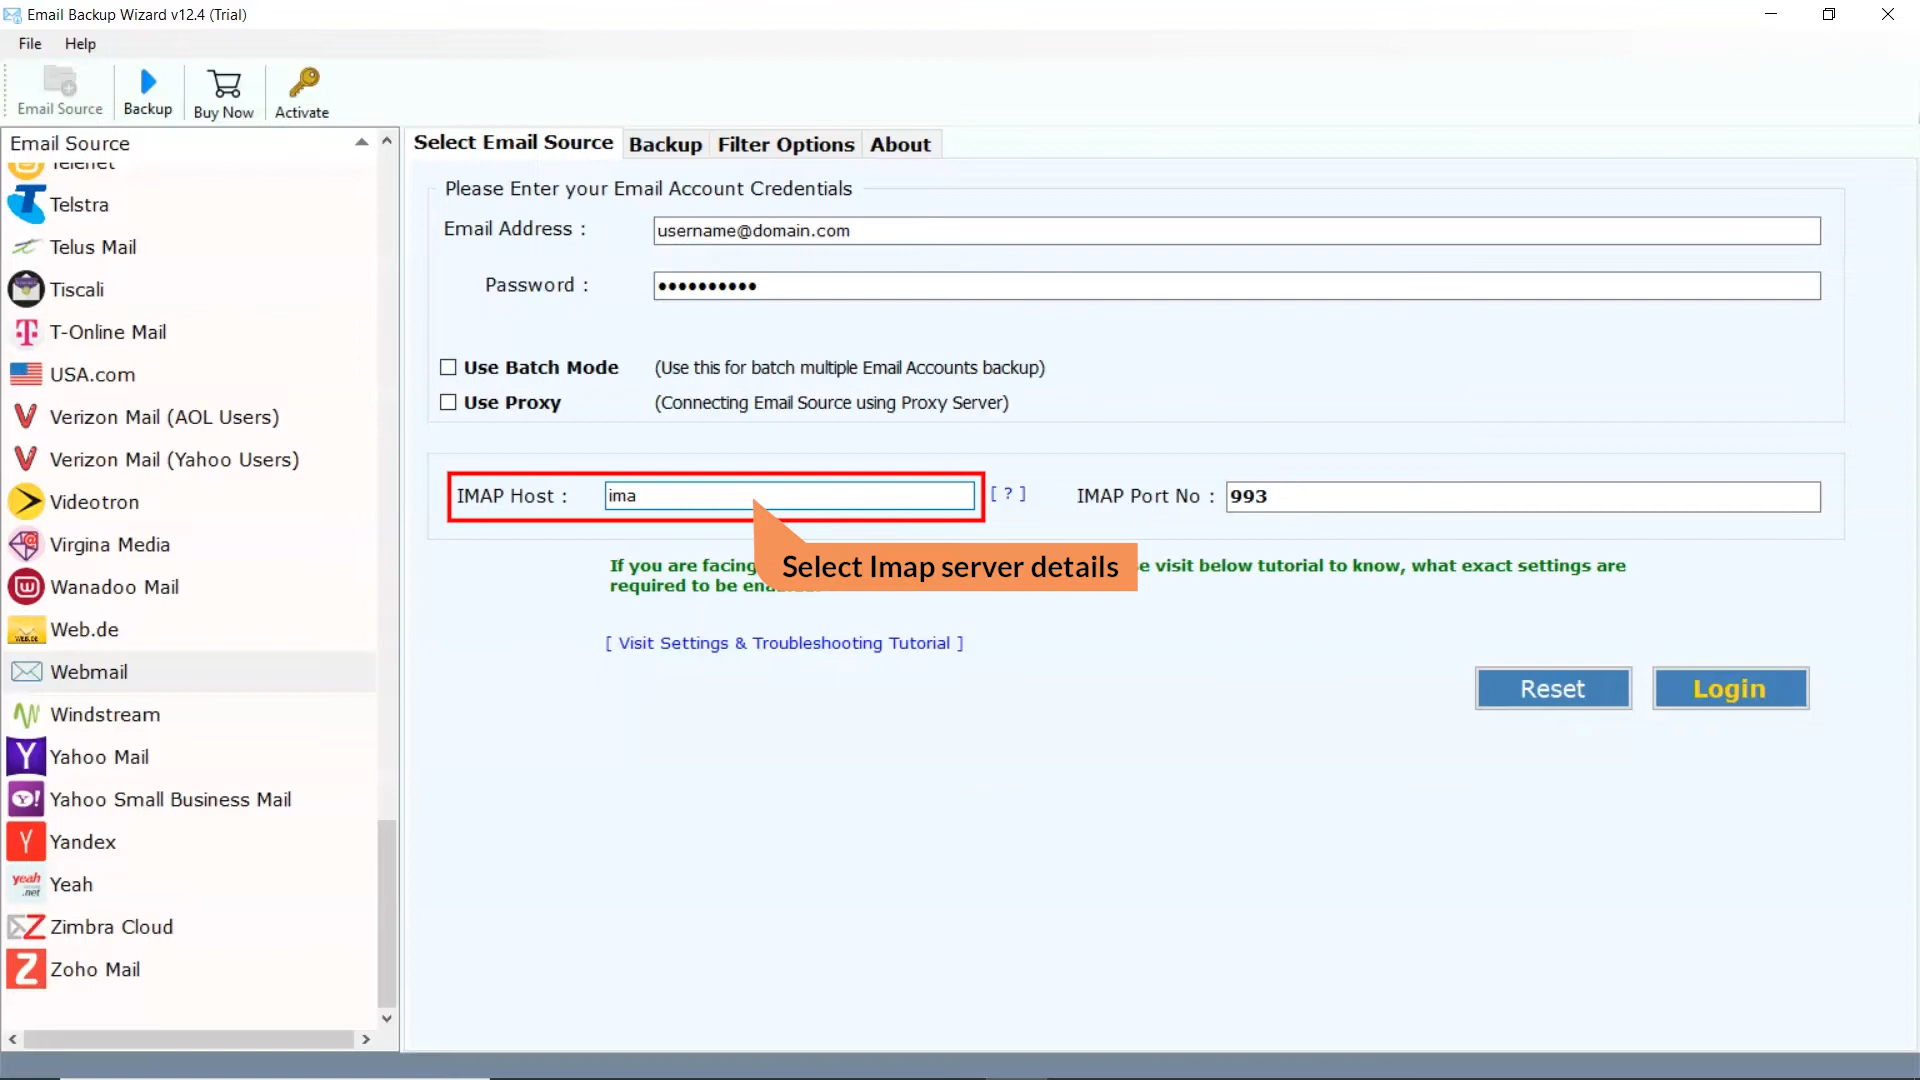 Email Backup Wizard v12.4 (Trial)
File Help
Email Source Backup Buy Now Activate
Email Source
Telenet
Telstra
Telus Mail
Tiscali
T-Online Mail
USA.com
Verizon Mail (AOL Users)
Verizon Mail (Yahoo Users)
Videotron
Virgina Media
Wanadoo Mail
Web.de
Webmail
Windstream
Yahoo Mail
Yahoo Small Business Mail
Yandex
Yeah
Zimbra Cloud
Zoho Mail
Select Email Source Backup Filter Options About
Please Enter your Email Account Credentials
Email Address : username@domain.com
Password : ●●●●●●●●●●
Use Batch Mode (Use this for batch multiple Email Accounts backup)
Use Proxy (Connecting Email Source using Proxy Server)
IMAP Host : ima [ ? ] IMAP Port No : 993
Select Imap server details
If you are facing visit below tutorial to know, what exact settings are
required to be
[ Visit Settings & Troubleshooting Tutorial ]
Reset Login